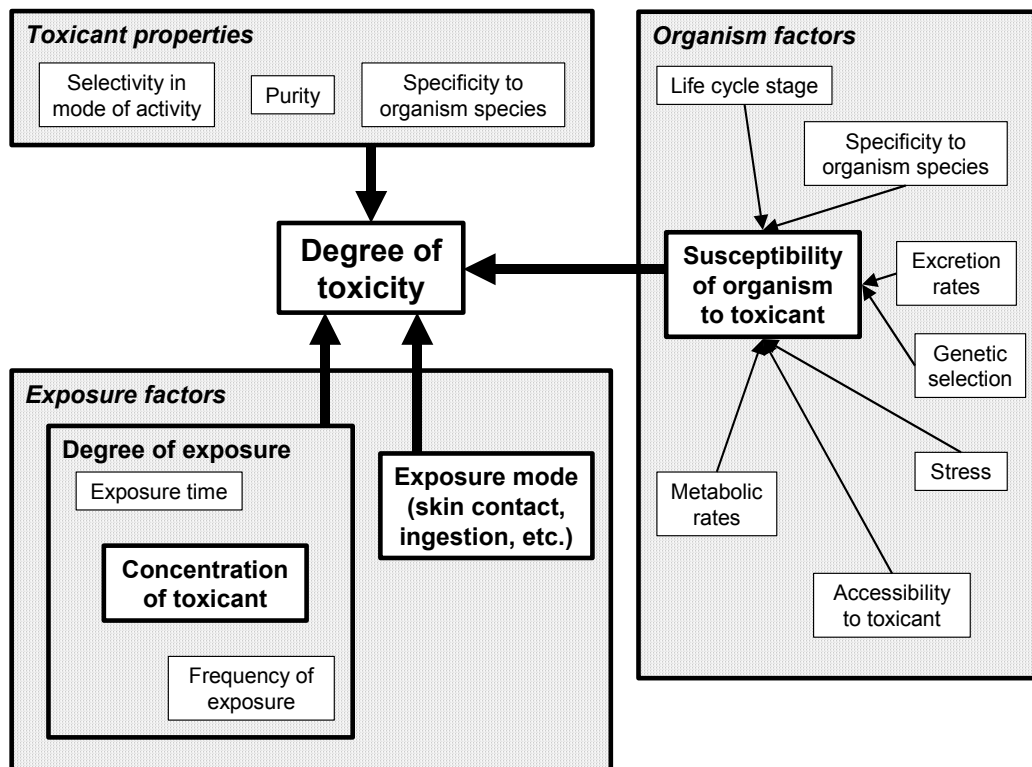 Toxicant properties
Selectivity in
mode of activity
Purity
Specificity to
organism species
Degree of
toxicity
Exposure factors
Degree of exposure
Exposure time
Concentration
of toxicant
Frequency of
exposure
Exposure mode
(skin contact,
ingestion, etc.)
Organism factors
Life cycle stage
Specificity to
organism species
Susceptibility
of organism
to toxicant
Excretion
rates
Genetic
selection
Stress
Metabolic
rates
Accessibility
to toxicant